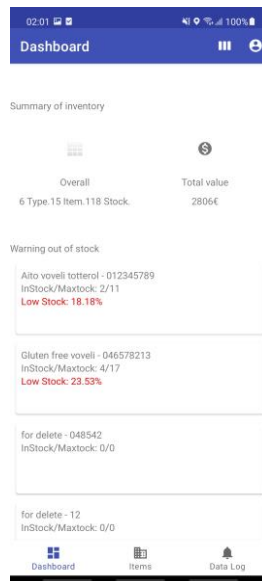 02:01 100%
Dashboard
Summary of inventory
Overall Total value
6 Type.15 Item.118 Stock. 2806€
Warning out of stock
Aito voveli totterol - 012345789
InStock/Maxtock: 2/11
Low Stock: 18.18%
Gluten free voveli - 046578213
InStock/Maxtock: 4/17
Low Stock: 23.53%
for delete - 048542
InStock/Maxtock: 0/0
for delete - 12
InStock/Maxtock: 0/0
Dashboard Items Data Log